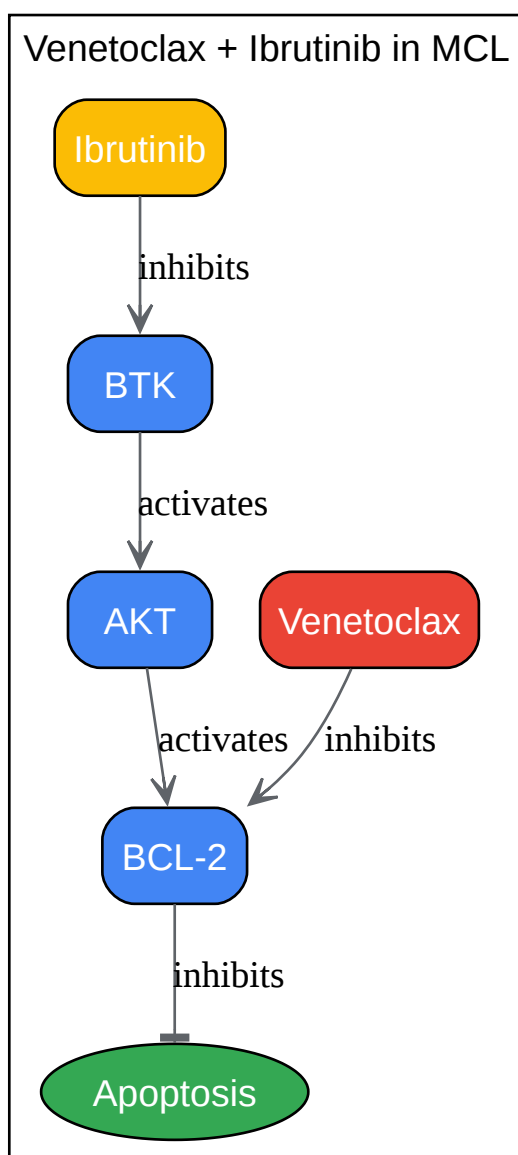 Venetoclax + Ibrutinib in MCL
Ibrutinib
inhibits
BTK
activates
AKT
Venetoclax
activates
inhibits
BCL-2
inhibits
Apoptosis